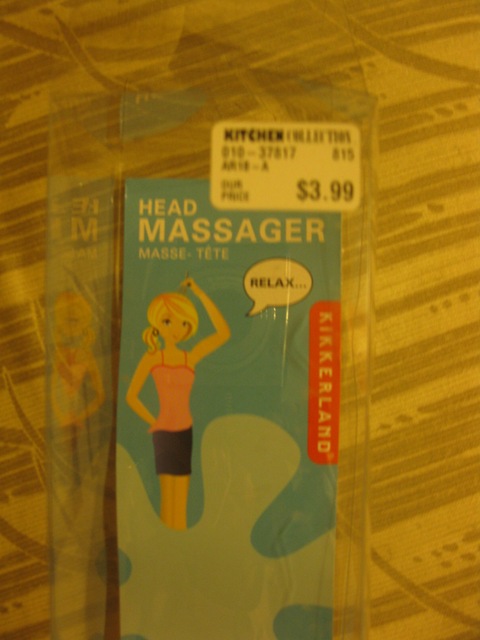 KITCHEN COLLECTION
010-37817 815
AR18-A
OUR
PRICE $3.99
HEAD
MASSAGER
MASSE-TÊTE
RELAX...
KIKKERLAND